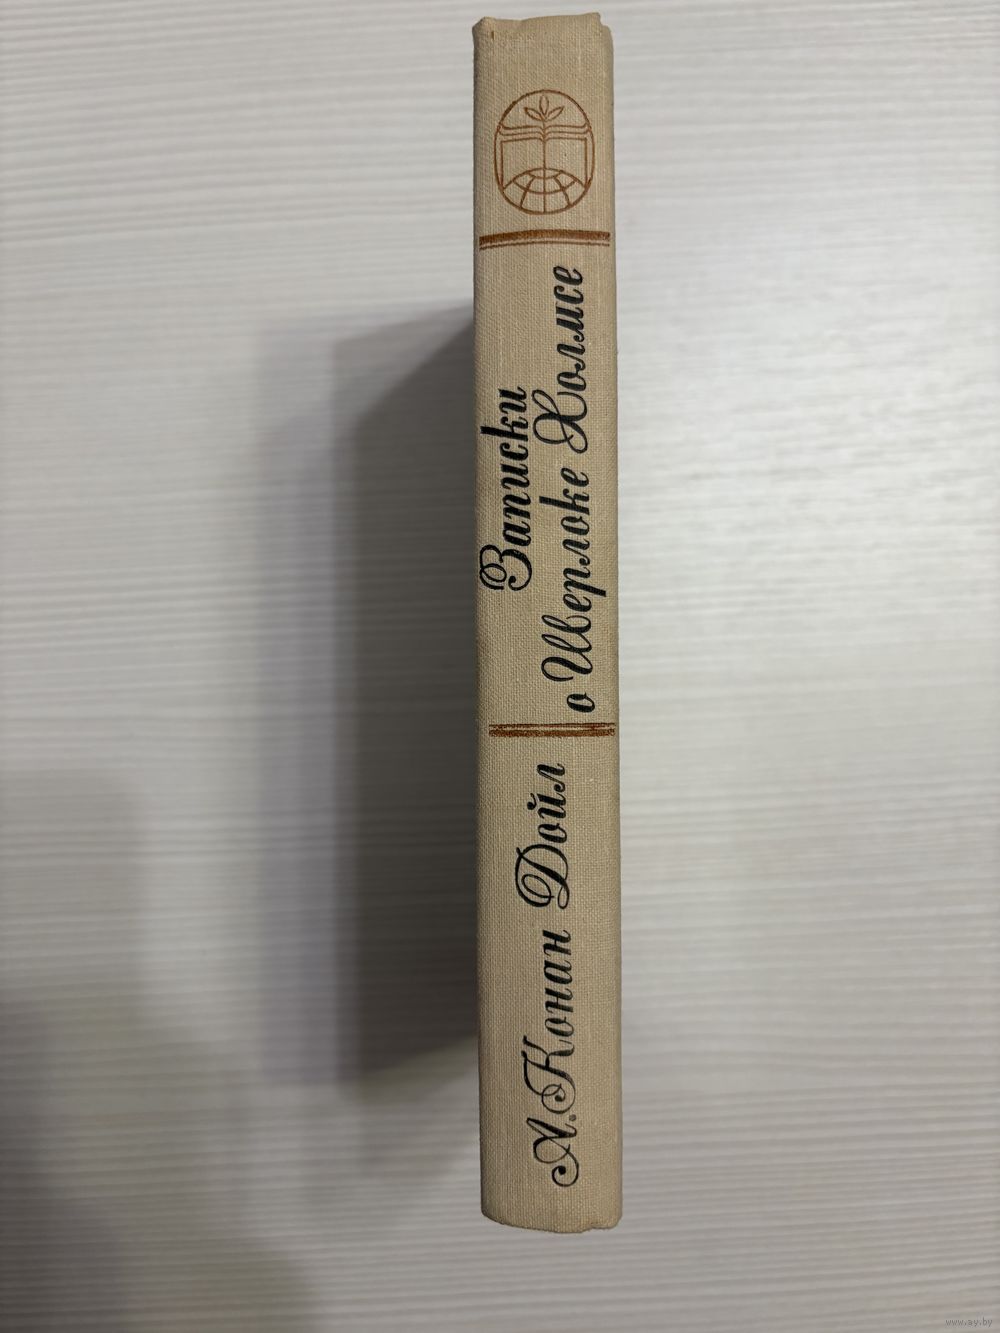 А. Конан Дойл
Записки
о Шерлоке Холмсе
www.ay.by